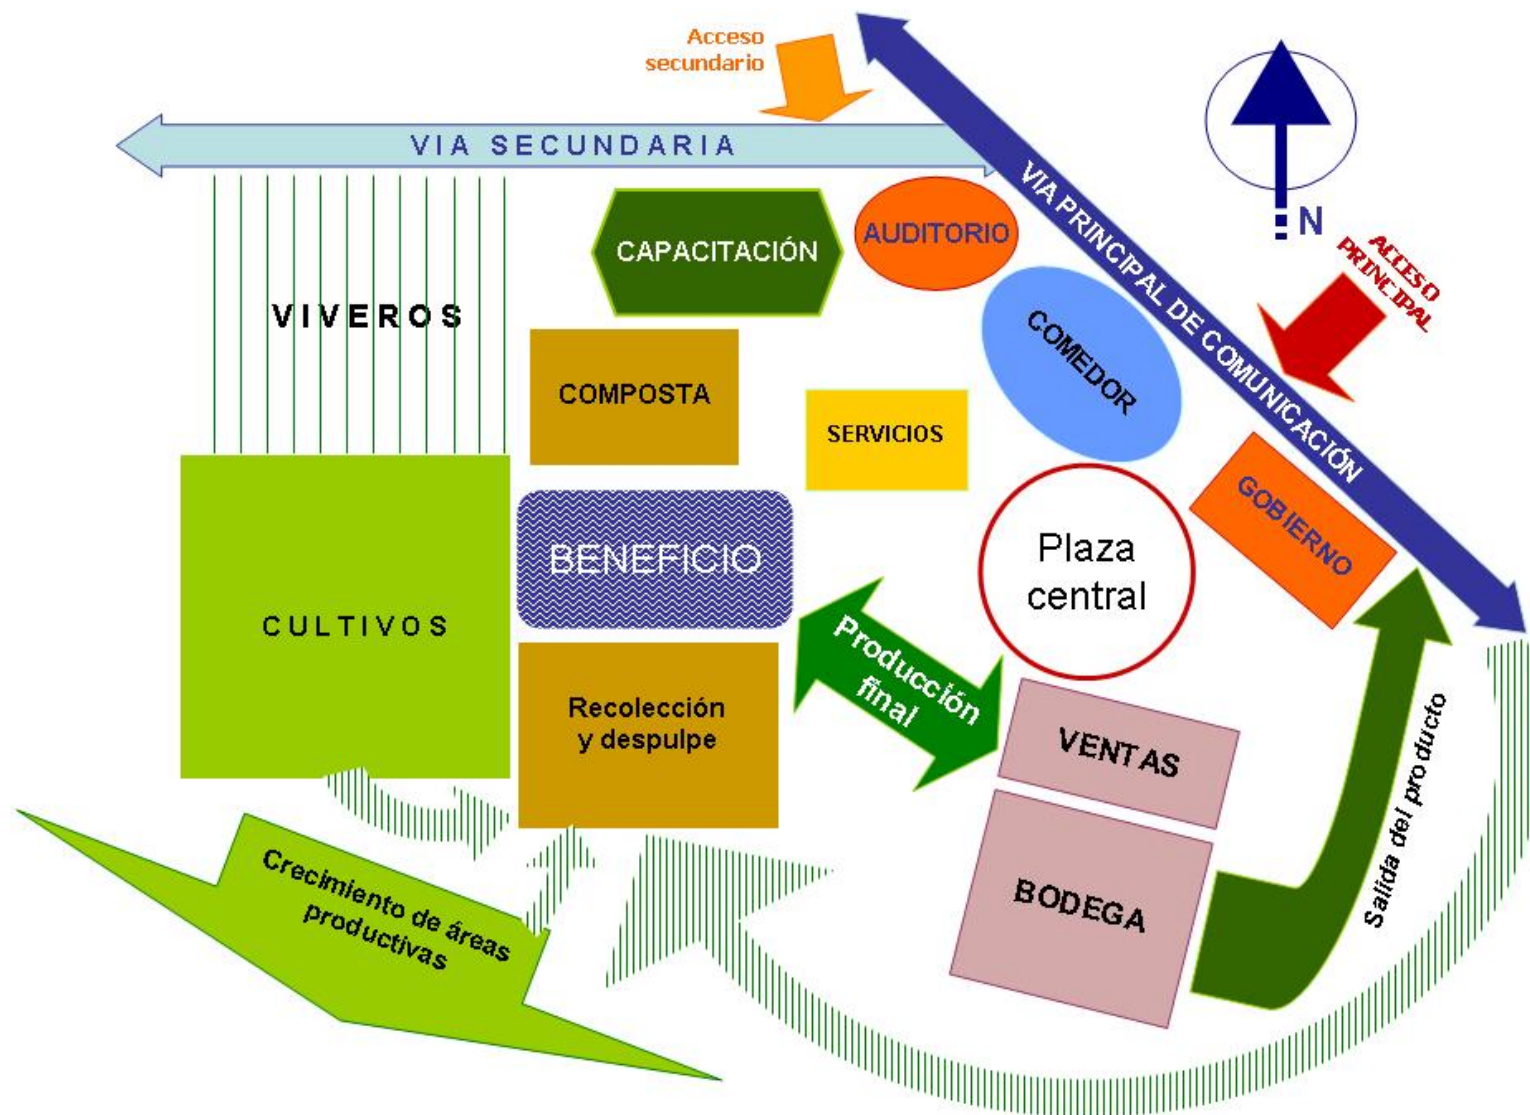 Acceso
secundario
VIA SECUNDARIA
VIA PRINCIPAL DE COMUNICACIÓN
N
ACCESO
PRINCIPAL
CAPACITACIÓN
AUDITORIO
VIVEROS
COMEDOR
COMPOSTA
SERVICIOS
GOBIERNO
BENEFICIO
Plaza
central
CULTIVOS
Producción
final
Recolección
y despulpe
VENTAS
Salida del producto
BODEGA
Crecimiento de áreas
productivas